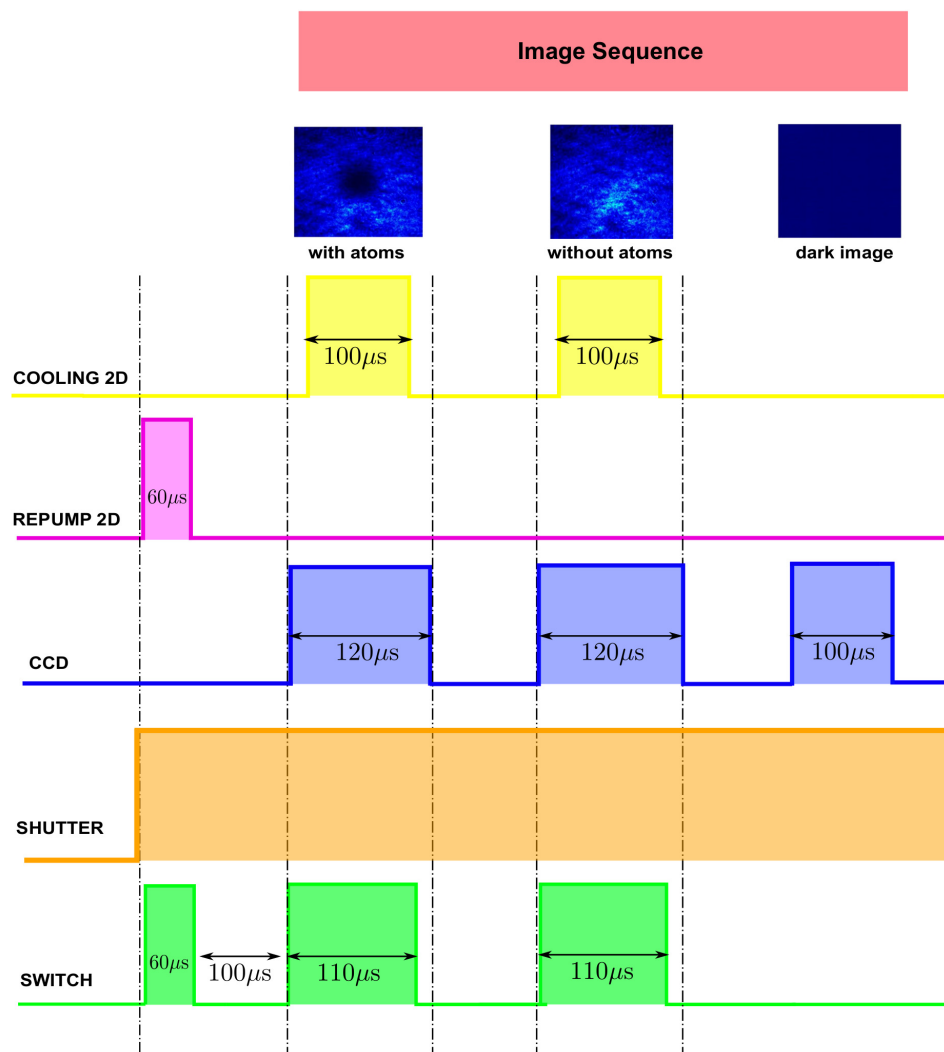 Image Sequence
with atoms
without atoms
dark image
100μs
100μs
COOLING 2D
60μs
REPUMP 2D
120μs
120μs
100μs
CCD
SHUTTER
60μs
100μs
110μs
110μs
SWITCH